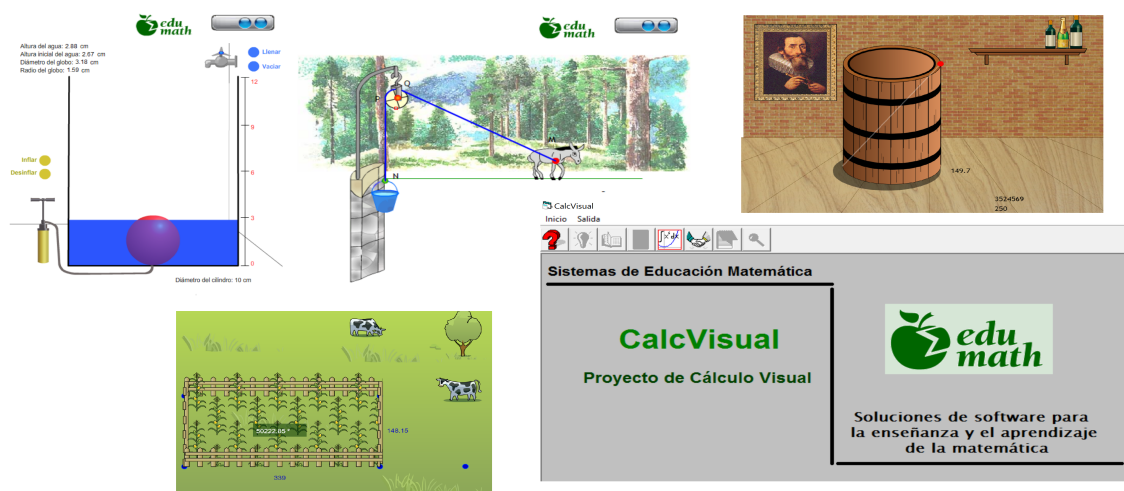 edu
math
Altura del agua: 2.88 cm
Altura inicial del agua: 2.67 cm
Diámetro del globo: 3.18 cm
Radio del globo: 1.59 cm
Llenar
Vaciar
12
9
6
3
0
Inflar
Desinflar
Diámetro del cilindro: 10 cm
edu
math
O
P
M
N
149.7
3524569
250
CalcVisual
Inicio Salida
Sistemas de Educación Matemática
CalcVisual
Proyecto de Cálculo Visual
edu
math
Soluciones de software para
la enseñanza y el aprendizaje
de la matemática
50222.85 "
148.15
339